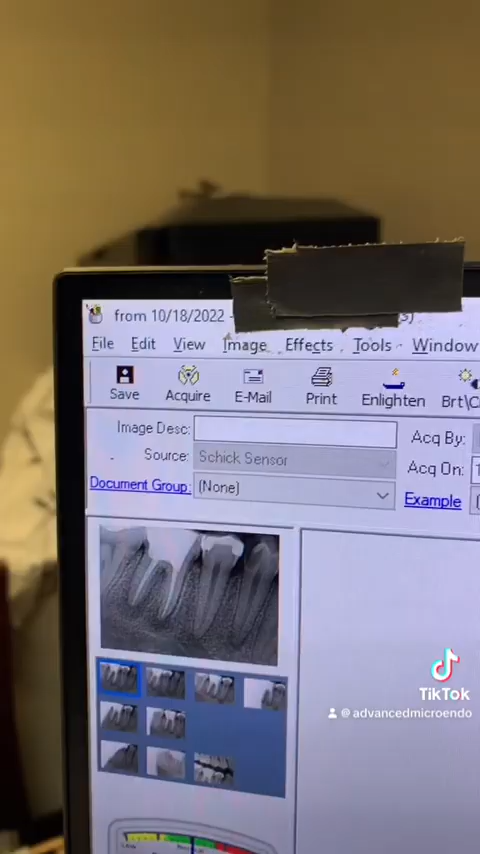 from 10/18/2022 -
File Edit View Image Effects Tools Window
Save Acquire E-Mail Print Enlighten
Image Desc:
Acq By:
Source: Schick Sensor
Acq On:
Document Group: (None)
Example
TikTok
@advancedmicroendo